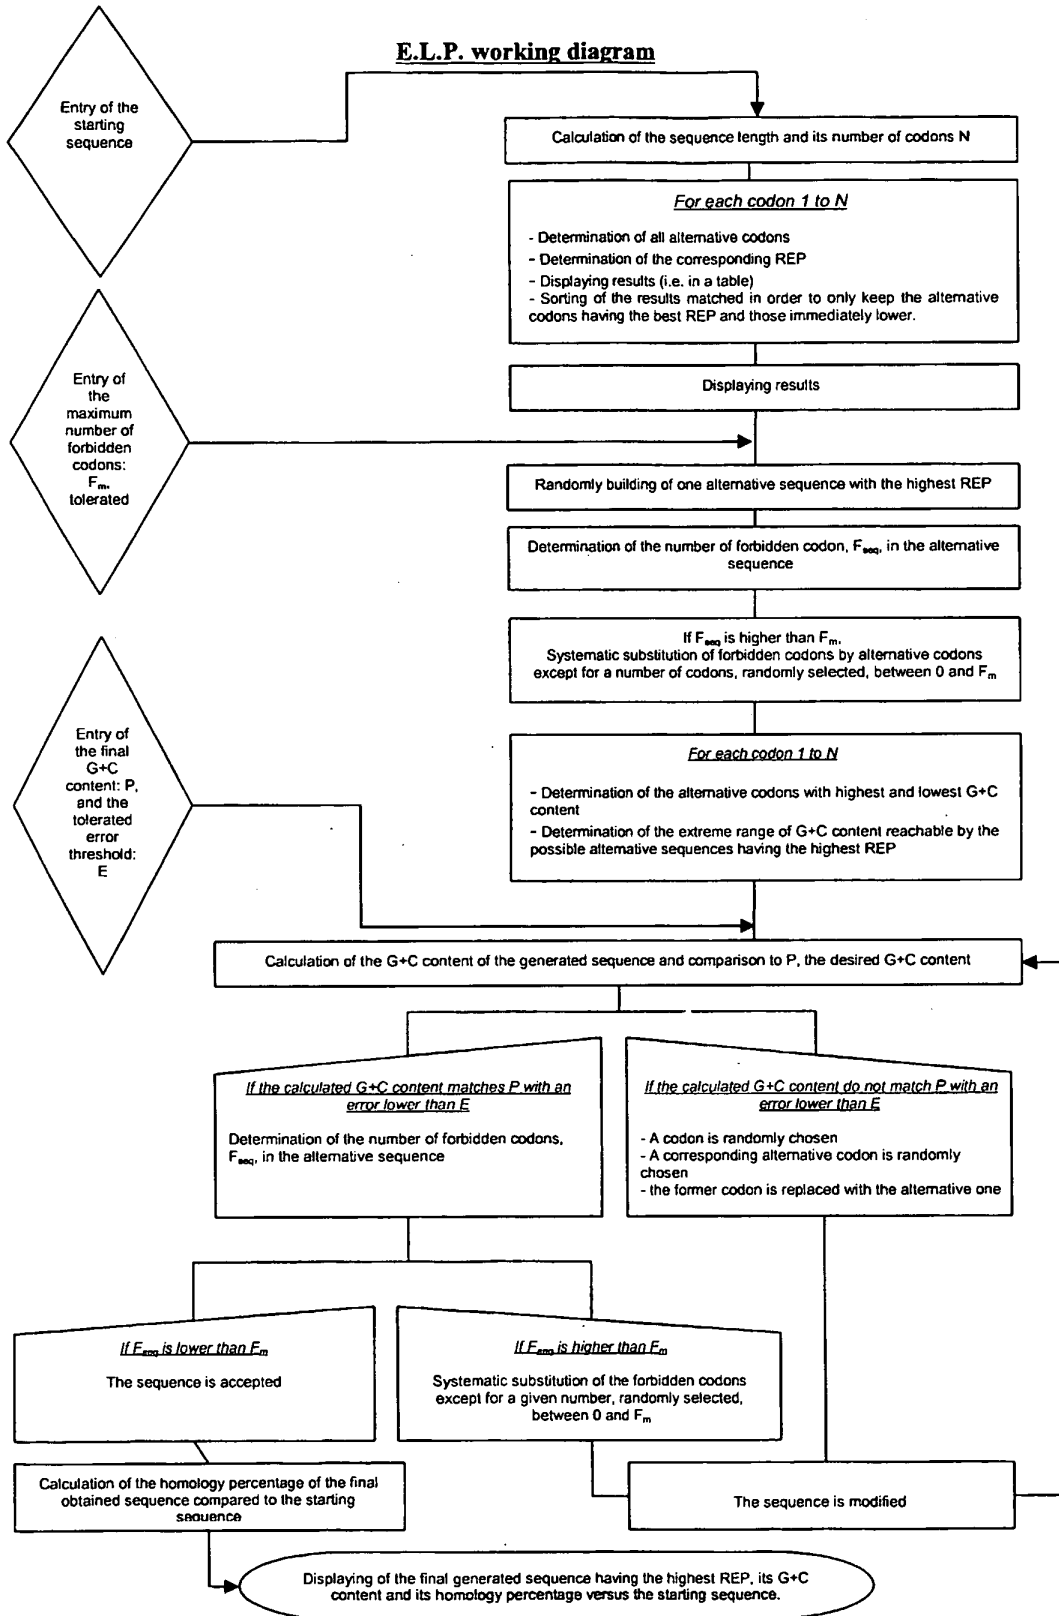 E.L.P. working diagram
Entry of the
starting
sequence
Calculation of the sequence length and its number of codons N
For each codon 1 to N
- Determination of all alternative codons
- Determination of the corresponding REP
- Displaying results (i.e. in a table)
- Sorting of the results matched in order to only keep the alternative
codons having the best REP and those immediately lower.
Displaying results
Entry of
the
maximum
number of
forbidden
codons:
Fm,
tolerated
Randomly building of one alternative sequence with the highest REP
Determination of the number of forbidden codon, Fseq, in the alternative
sequence
If Fseq is higher than Fm.
Systematic substitution of forbidden codons by alternative codons
except for a number of codons, randomly selected, between 0 and Fm
Entry of
the final
G+C
content: P,
and the
tolerated
error
threshold:
E
For each codon 1 to N
- Determination of the alternative codons with highest and lowest G+C
content
- Determination of the extreme range of G+C content reachable by the
possible alternative sequences having the highest REP
Calculation of the G+C content of the generated sequence and comparison to P, the desired G+C content
If the calculated G+C content matches P with an
error lower than E
Determination of the number of forbidden codons,
Fseq, in the alternative sequence
If the calculated G+C content do not match P with an
error lower than E
- A codon is randomly chosen
- A corresponding alternative codon is randomly
chosen
- the former codon is replaced with the alternative one
If Fseq is lower than Fm
The sequence is accepted
If Fseq is higher than Fm
Systematic substitution of the forbidden codons
except for a given number, randomly selected,
between 0 and Fm
Calculation of the homology percentage of the final
obtained sequence compared to the starting
sequence
The sequence is modified
Displaying of the final generated sequence having the highest REP, its G+C
content and its homology percentage versus the starting sequence.